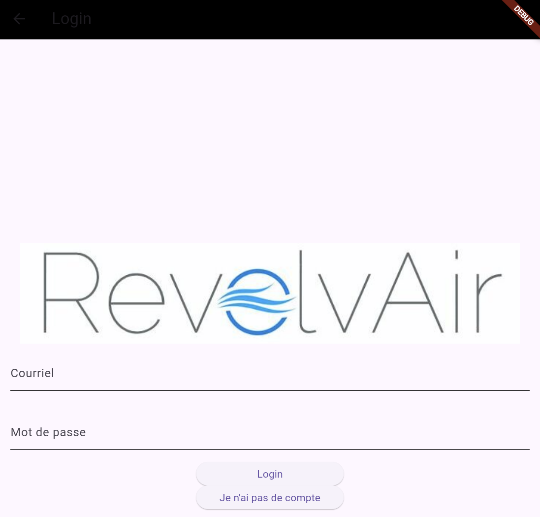 Login
DEBUG
RevolvAir
Courriel
Mot de passe
Login
Je n'ai pas de compte